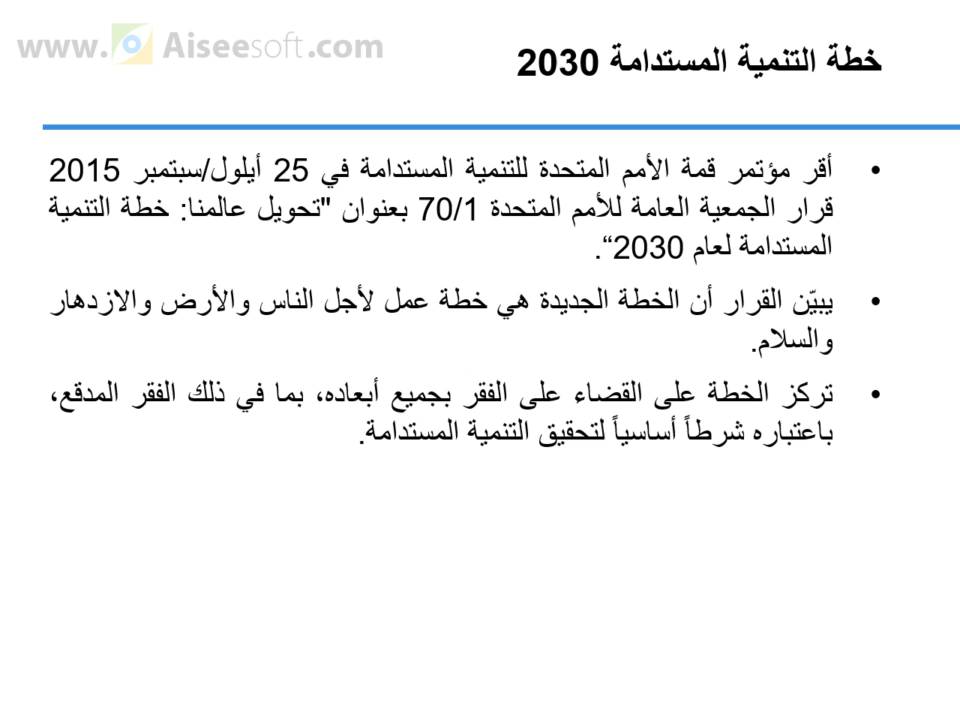 www.Aiseesoft.com
خطة التنمية المستدامة 2030
• أقر مؤتمر قمة الأمم المتحدة للتنمية المستدامة في 25 أيلول/سبتمبر 2015
قرار الجمعية العامة للأمم المتحدة 70/1 بعنوان "تحويل عالمنا: خطة التنمية
المستدامة لعام 2030“.
• يبيّن القرار أن الخطة الجديدة هي خطة عمل لأجل الناس والأرض والازدهار
والسلام.
• تركز الخطة على القضاء على الفقر بجميع أبعاده، بما في ذلك الفقر المدقع،
باعتباره شرطاً أساسياً لتحقيق التنمية المستدامة.